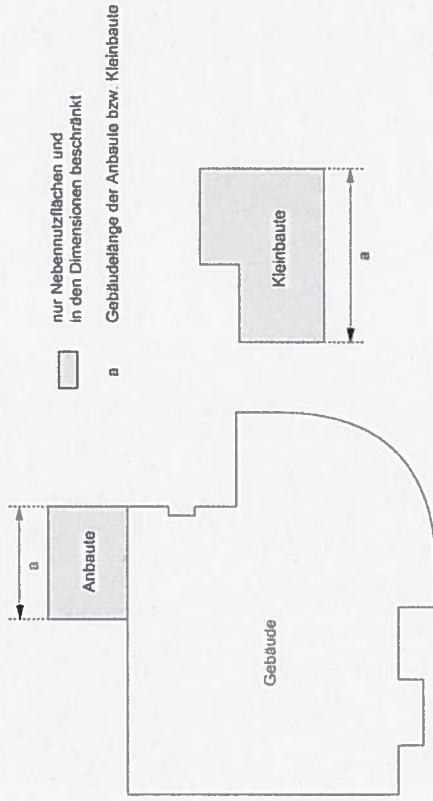 nur Nebennutzflächen und
in den Dimensionen beschränkt
a Gebäudelänge der Anbaute bzw. Kleinbaute
a
Anbaute
Gebäude
Kleinbaute
a